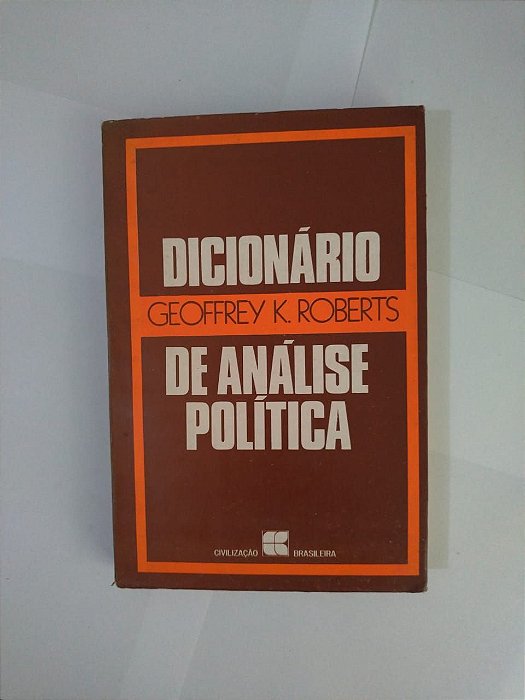 DICIONÁRIO
GEOFFREY K. ROBERTS
DE ANÁLISE
POLÍTICA
CIVILIZAÇÃO BRASILEIRA